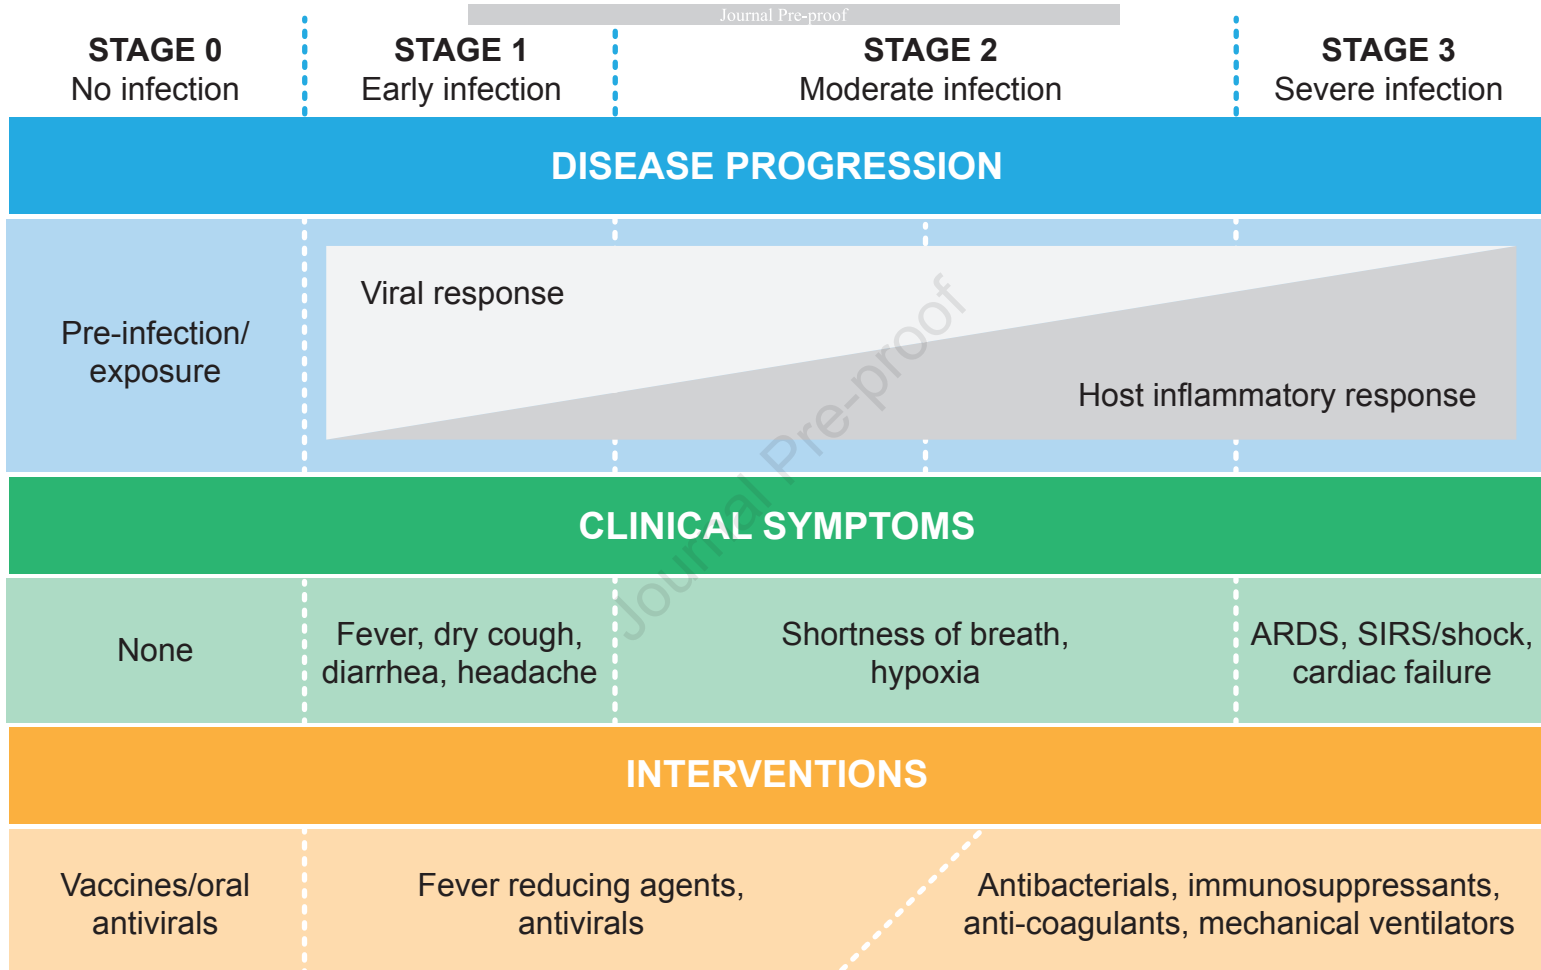 Journal Pre-proof
STAGE 0
No infection
STAGE 1
Early infection
STAGE 2
Moderate infection
STAGE 3
Severe infection
DISEASE PROGRESSION
Pre-infection/
exposure
Viral response
Host inflammatory response
Journal Pre-proof
CLINICAL SYMPTOMS
None
Fever, dry cough,
diarrhea, headache
Shortness of breath,
hypoxia
ARDS, SIRS/shock,
cardiac failure
INTERVENTIONS
Vaccines/oral
antivirals
Fever reducing agents,
antivirals
Antibacterials, immunosuppressants,
anti-coagulants, mechanical ventilators